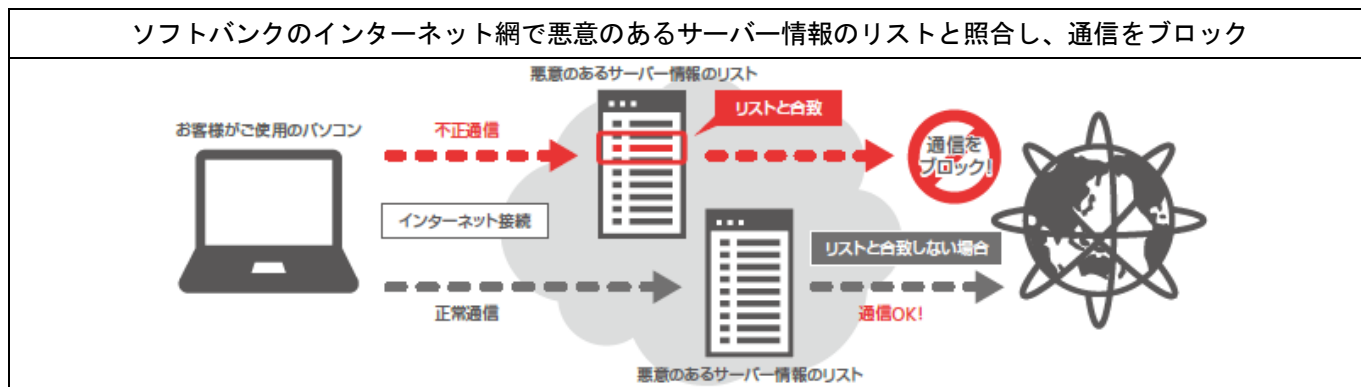 ソフトバンクのインターネット網で悪意のあるサーバー情報のリストと照合し、通信をブロック
悪意のあるサーバー情報のリスト
リストと合致
お客様がご使用のパソコン
不正通信
通信を
ブロック!
インターネット接続
リストと合致しない場合
正常通信
通信OK!
悪意のあるサーバー情報のリスト